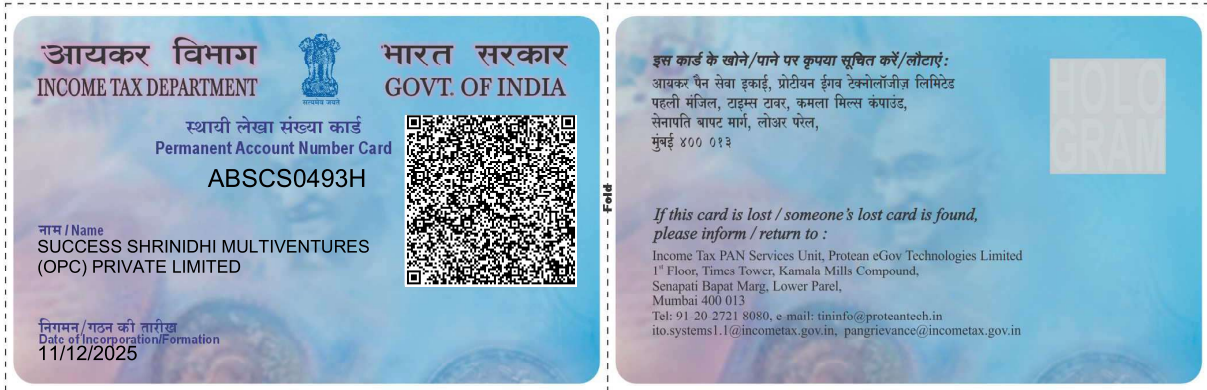 आयकर विभाग
INCOME TAX DEPARTMENT
सत्यमेव जयते
भारत सरकार
GOVT. OF INDIA
स्थायी लेखा संख्या कार्ड
Permanent Account Number Card
ABSCS0493H
नाम / Name
SUCCESS SHRINIDHI MULTIVENTURES
(OPC) PRIVATE LIMITED
निगमन/गठन की तारीख
Date of Incorporation/Formation
11/12/2025
Fold
इस कार्ड के खोने/पाने पर कृपया सूचित करें/लौटाएं :
आयकर पैन सेवा इकाई, प्रोटीयन ईगव टेक्नोलॉजीज़ लिमिटेड
पहली मंजिल, टाइम्स टावर, कमला मिल्स कंपाउंड,
सेनापति बापट मार्ग, लोअर परेल,
मुंबई ४०० ०१३
HOLO
GRAM
If this card is lost / someone's lost card is found,
please inform / return to :
Income Tax PAN Services Unit, Protean eGov Technologies Limited
1st Floor, Times Tower, Kamala Mills Compound,
Senapati Bapat Marg, Lower Parel,
Mumbai 400 013
Tel: 91 20 2721 8080, e-mail: tininfo@proteantech.in
ito.systems1.1@incometax.gov.in, pangrievance@incometax.gov.in